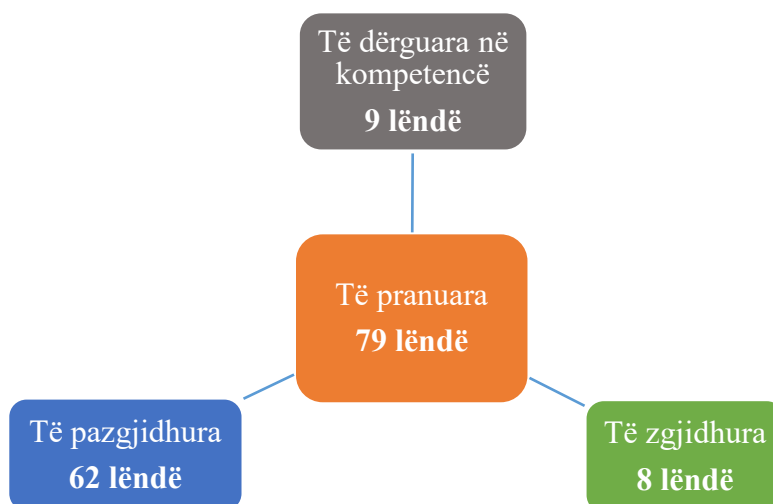 Të dërguara në
kompetencë
9 lëndë
Të pranuara
79 lëndë
Të pazgjidhura
62 lëndë
Të zgjidhura
8 lëndë